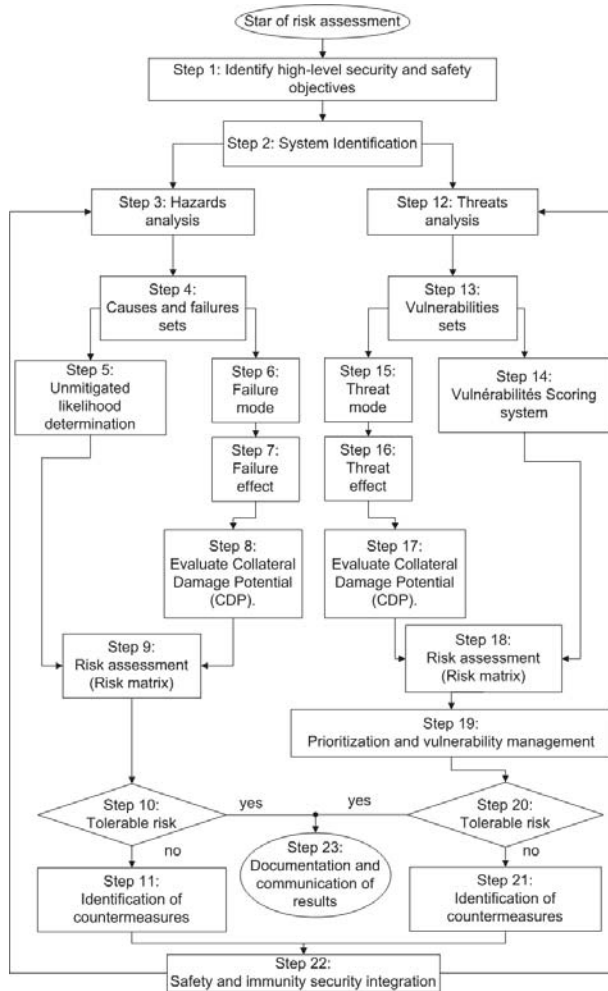 Star of risk assessment
Step 1: Identify high-level security and safety
objectives
Step 2: System Identification
Step 3: Hazards
analysis
Step 12: Threats
analysis
Step 4:
Causes and failures
sets
Step 13:
Vulnerabilities
sets
Step 5:
Unmitigated
likelihood
determination
Step 6:
Failure
mode
Step 15:
Threat
mode
Step 14:
Vulnérabilités Scoring
system
Step 7:
Failure
effect
Step 16:
Threat
effect
Step 8:
Evaluate Collateral
Damage Potential
(CDP).
Step 17:
Evaluate Collateral
Damage Potential
(CDP).
Step 9:
Risk assessment
(Risk matrix)
Step 18:
Risk assessment
(Risk matrix)
Step 19:
Prioritization and vulnerability management
Step 10:
Tolerable risk
yes
yes
Step 20:
Tolerable risk
no
no
Step 23:
Documentation and
communication of
results
Step 11:
Identification of
countermeasures
Step 21:
Identification of
countermeasures
Step 22:
Safety and immunity security integration